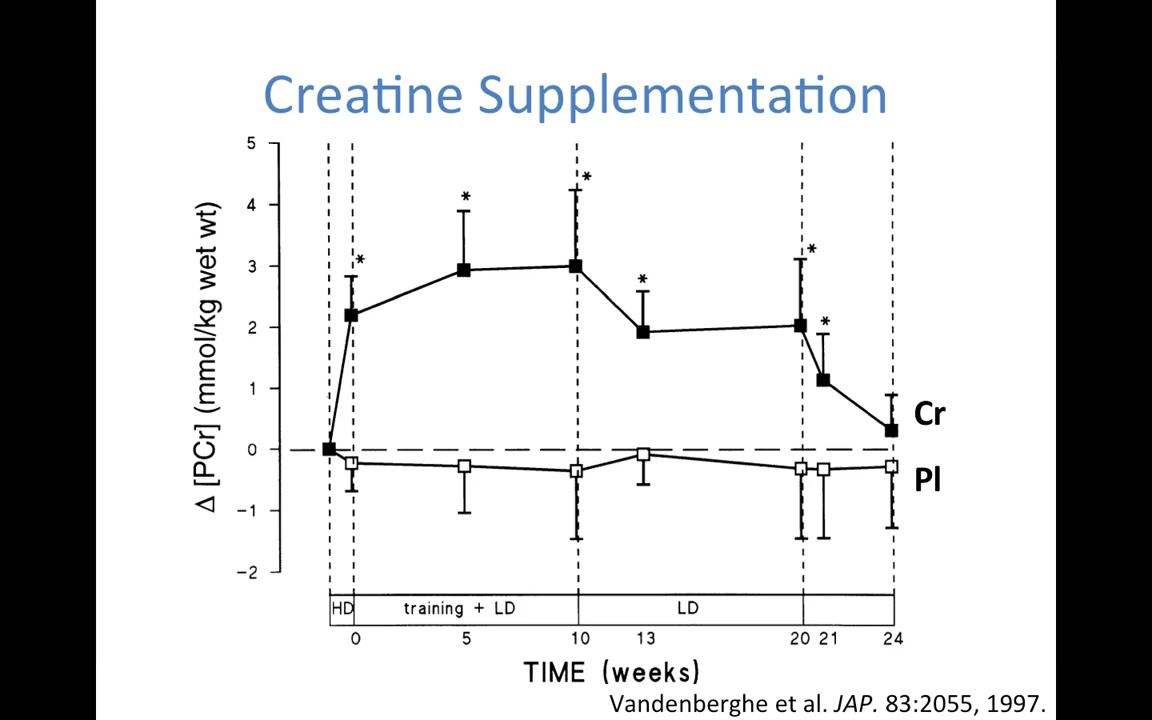 Creatine Supplementation
5
4
3
2
1
0
−1
−2
Δ [PCr] (mmol/kg wet wt)
*
*
*
*
*
*
Cr
Pl
HD training + LD LD
0 5 10 13 20 21 24
TIME (weeks)
Vandenberghe et al. JAP. 83:2055, 1997.